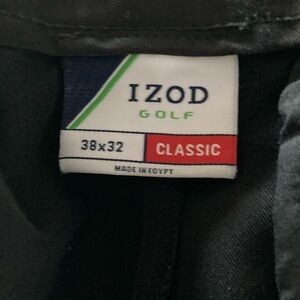 IZOD
GOLF
38x32 CLASSIC
MADE IN EGYPT